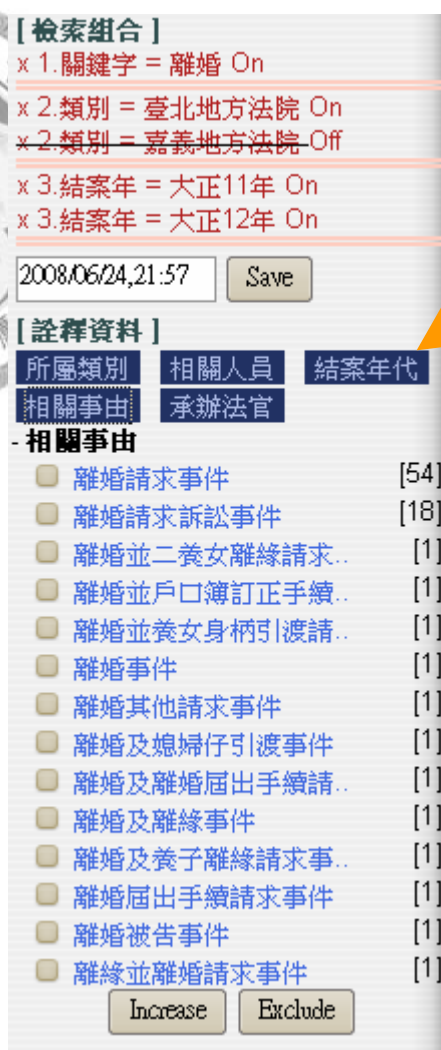 [ 檢索組合 ]
x 1.關鍵字 = 離婚 On
x 2.類別 = 臺北地方法院 On
x 2.類別 = 嘉義地方法院 Off
x 3.結案年 = 大正11年 On
x 3.結案年 = 大正12年 On
2008/06/24,21:57 Save
[ 詮釋資料 ]
所屬類別 相關人員 結案年代
相關事由 承辦法官
- 相關事由
離婚請求事件 [54]
離婚請求訴訟事件 [18]
離婚並二養女離緣請求.. [1]
離婚並戶口簿訂正手續.. [1]
離婚並養女身柄引渡請.. [1]
離婚事件 [1]
離婚其他請求事件 [1]
離婚及媳婦仔引渡事件 [1]
離婚及離婚屆出手續請.. [1]
離婚及離緣事件 [1]
離婚及養子離緣請求事.. [1]
離婚屆出手續請求事件 [1]
離婚被告事件 [1]
離緣並離婚請求事件 [1]
Increase Exclude